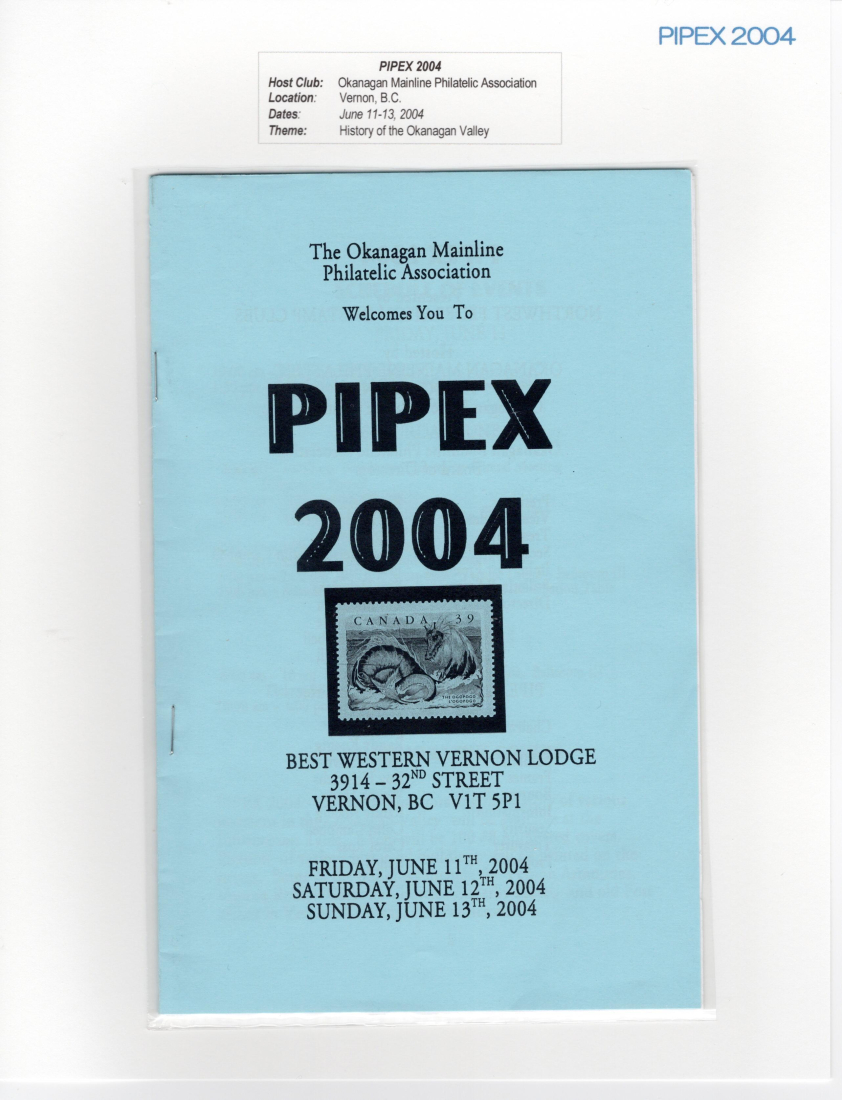 PIPEX 2004
PIPEX 2004
Host Club: Okanagan Mainline Philatelic Association
Location: Vernon, B.C.
Dates: June 11-13, 2004
Theme: History of the Okanagan Valley
The Okanagan Mainline
Philatelic Association
Welcomes You To
PIPEX
2004
CANADA 39
THE OGOPOGO
L'OGOPOGO
BEST WESTERN VERNON LODGE
3914 – 32ND STREET
VERNON, BC V1T 5P1
FRIDAY, JUNE 11TH, 2004
SATURDAY, JUNE 12TH, 2004
SUNDAY, JUNE 13TH, 2004